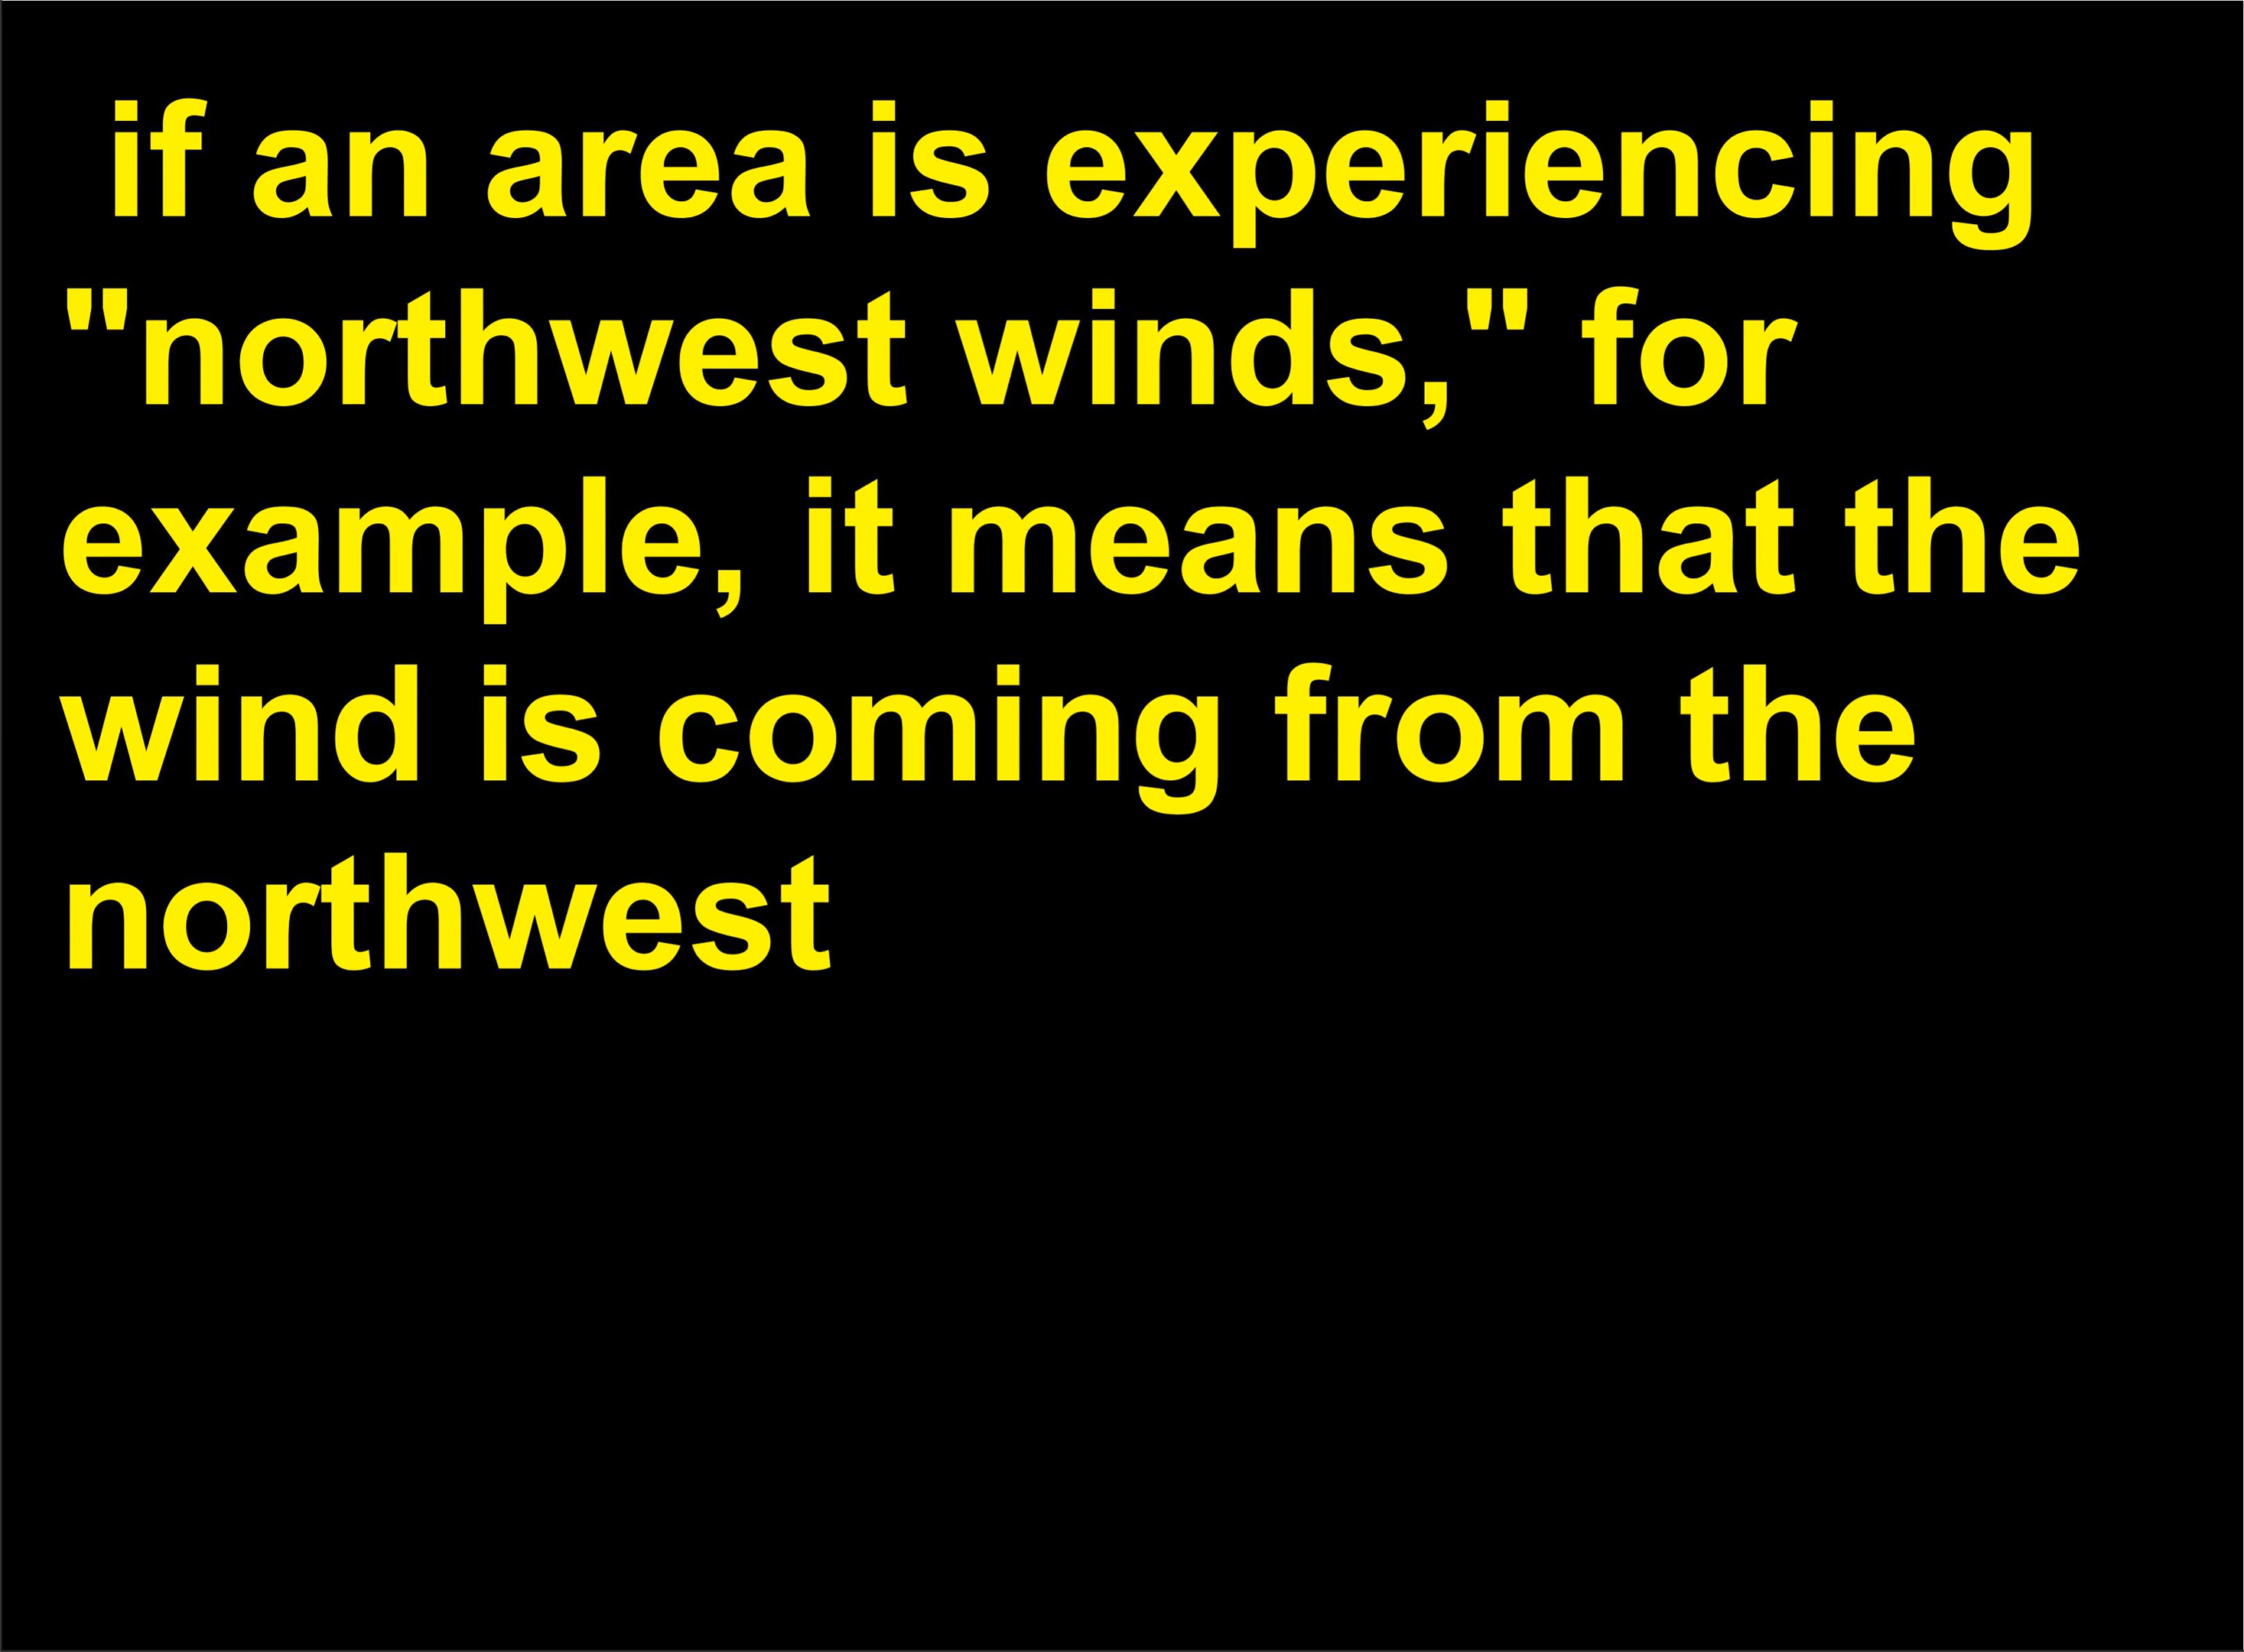 if an area is experiencing
"northwest winds," for
example, it means that the
wind is coming from the
northwest